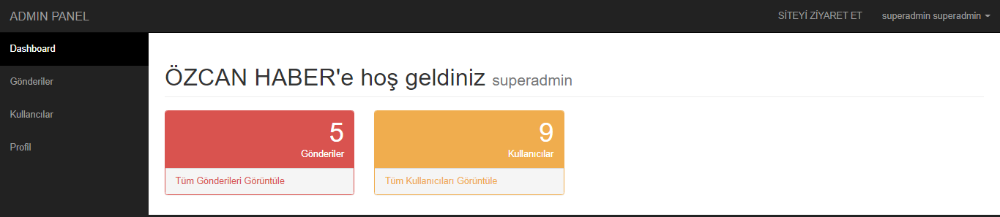 ADMIN PANEL
SİTEYİ ZİYARET ET superadmin superadmin
Dashboard
Gönderiler
Kullancılar
Profil
ÖZCAN HABER'e hoş geldiniz superadmin
5
Gönderiler
Tüm Gönderileri Görüntüle
9
Kullanıcılar
Tüm Kullanıcıları Görüntüle